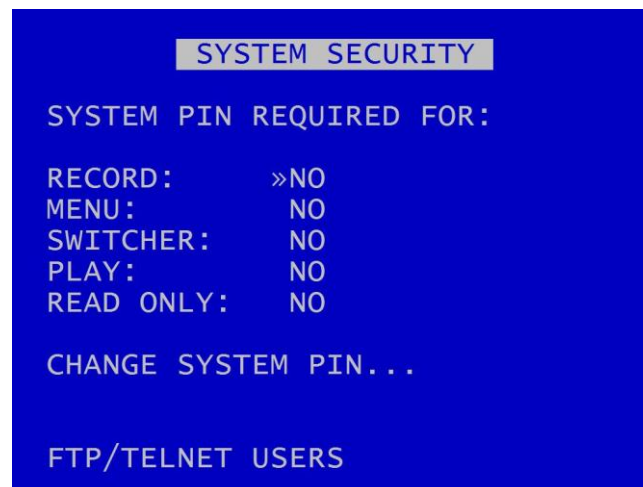 SYSTEM SECURITY
SYSTEM PIN REQUIRED FOR:
RECORD: »NO
MENU: NO
SWITCHER: NO
PLAY: NO
READ ONLY: NO
CHANGE SYSTEM PIN...
FTP/TELNET USERS